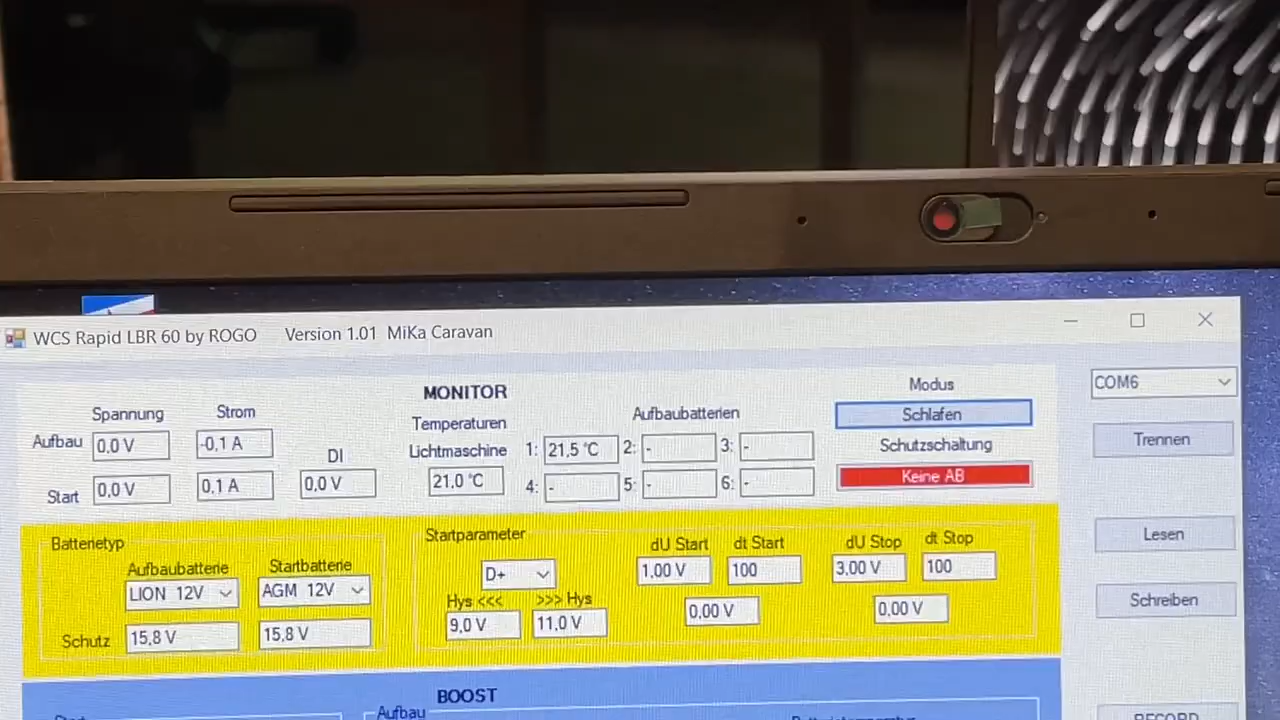 WCS Rapid LBR 60 by ROGO Version 1.01 MiKa Caravan
MONITOR
Spannung Strom
Aufbau 0.0 V -0,1 A
DI
Start 0,0 V 0,1 A 0,0 V
Temperaturen
Lichtmaschine
21,0 °C
Aufbaubatterien
1: 21,5 °C 2: - 3: -
4: - 5: - 6: -
Modus
Schlafen
Schutzschaltung
Keine AB
COM6
Trennen
Lesen
Schreiben
Battenetyp
Aufbaubatterie Startbatterie
LION 12V AGM 12V
Schutz 15,8 V 15,8 V
Startparameter
D+
Hys <<< >>> Hys
9,0 V 11,0 V
dU Start dt Start dU Stop dt Stop
1,00 V 100 3,00 V 100
0,00 V 0,00 V
BOOST
Aufbau
RECORD